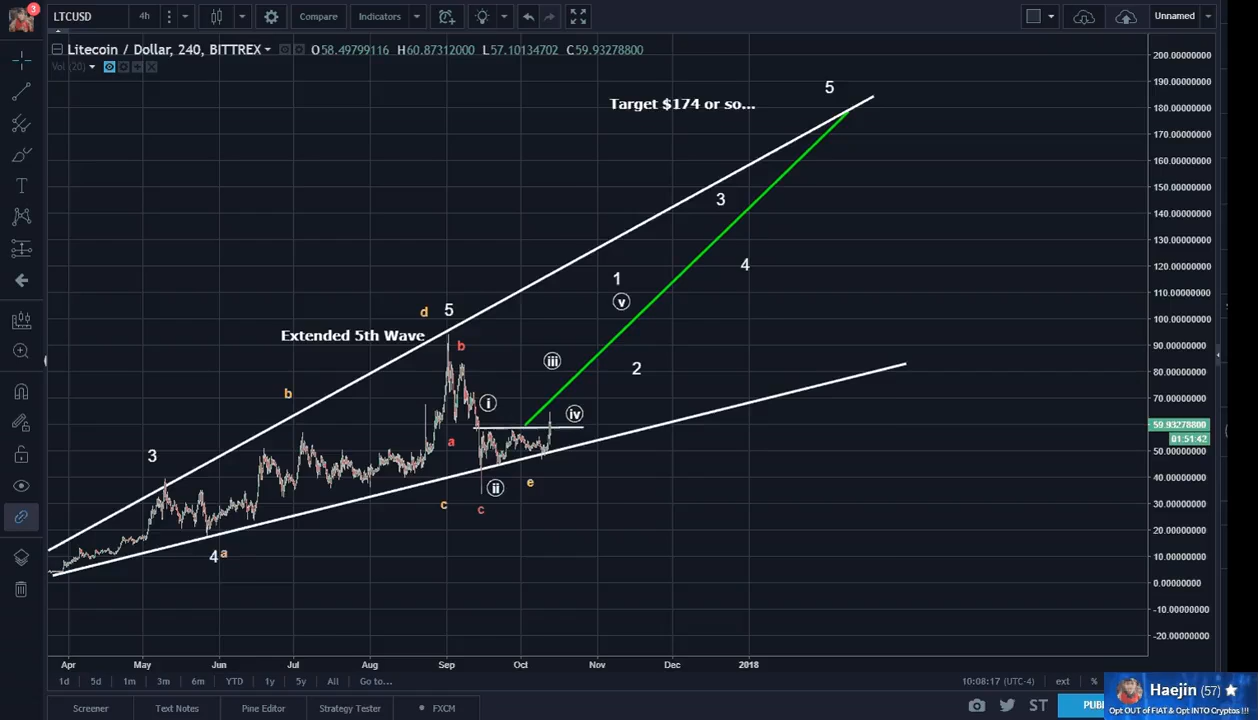 3
LTCUSD
4h
Compare
Indicators
Unnamed
Litecoin / Dollar, 240, BITTREX
O58.49799116 H60.87312000 L57.10134702 C59.93278800
Vol (20)
200.00000000
190.00000000
180.00000000
170.00000000
160.00000000
150.00000000
140.00000000
130.00000000
120.00000000
110.00000000
100.00000000
90.00000000
80.00000000
70.00000000
59.93278800
01:51:42
50.00000000
40.00000000
30.00000000
20.00000000
10.00000000
0.00000000
-10.00000000
-20.00000000
5
Target $174 or so...
3
4
1
v
d
5
Extended 5th Wave
b
iii
2
b
i
iv
3
a
ii
e
c
c
4
a
Apr May Jun Jul Aug Sep Oct Nov Dec 2018
1d 5d 1m 3m 6m YTD 1y 5y All Go to... 10:08:17 (UTC-4) ext %
Screener Text Notes Pine Editor Strategy Tester FXCM ST PUB
Haejin (57)
Opt OUT of FIAT & Opt INTO Cryptos !!!